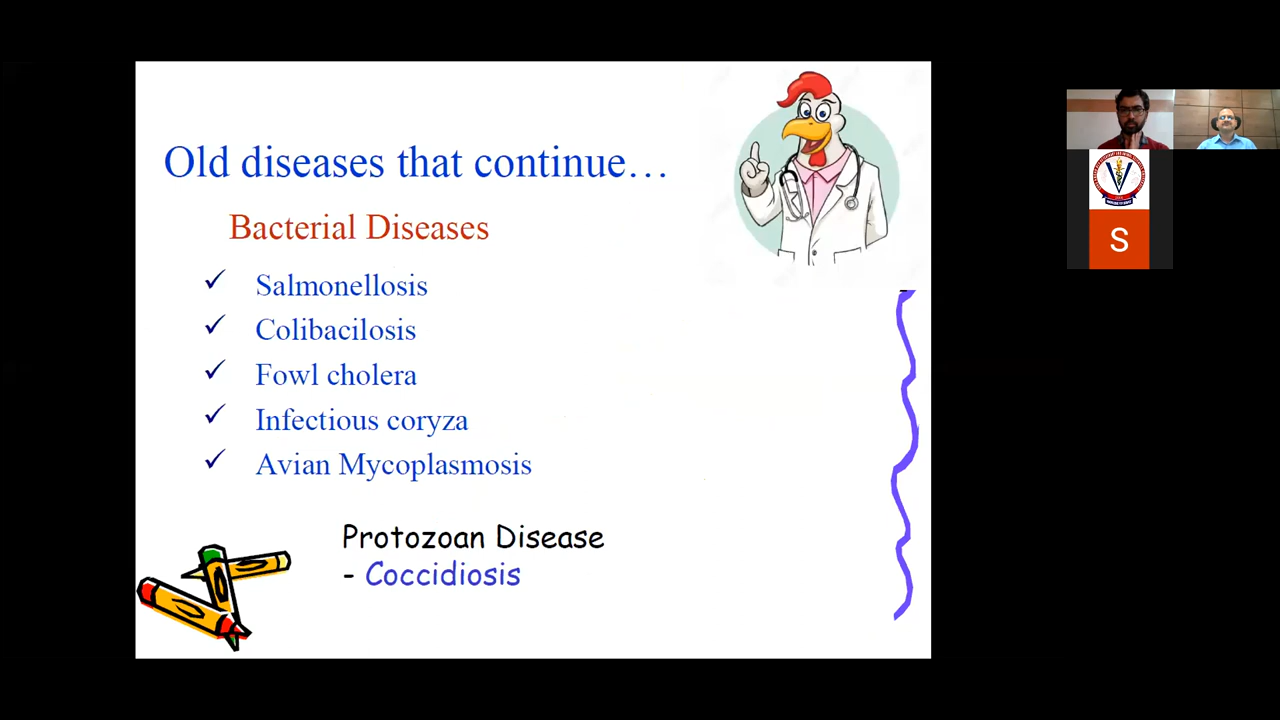 Old diseases that continue…
Bacterial Diseases
✓ Salmonellosis
✓ Colibacilosis
✓ Fowl cholera
✓ Infectious coryza
✓ Avian Mycoplasmosis
Protozoan Disease
- Coccidiosis
S